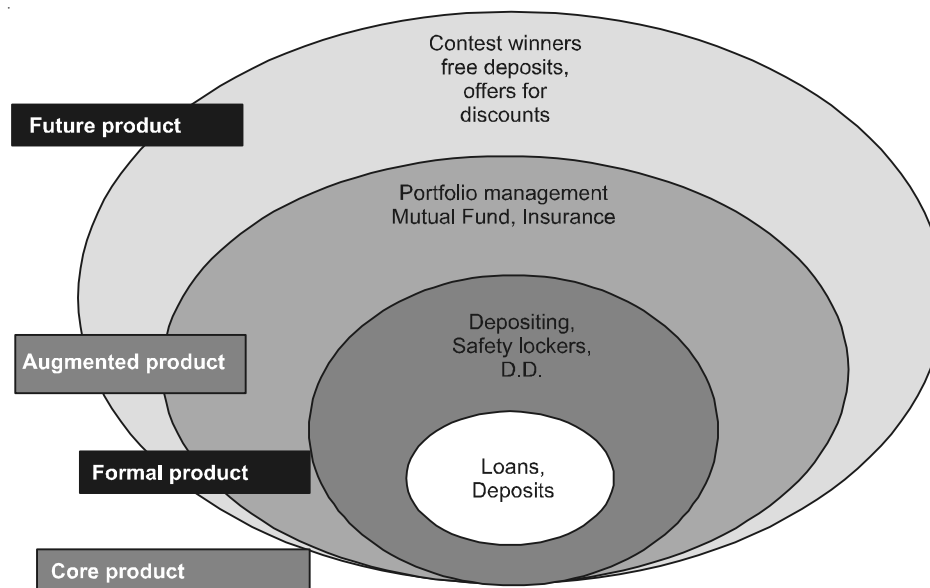 Contest winners
free deposits,
offers for
discounts
Future product
Portfolio management
Mutual Fund, Insurance
Depositing,
Safety lockers,
D.D.
Augmented product
Formal product
Loans,
Deposits
Core product